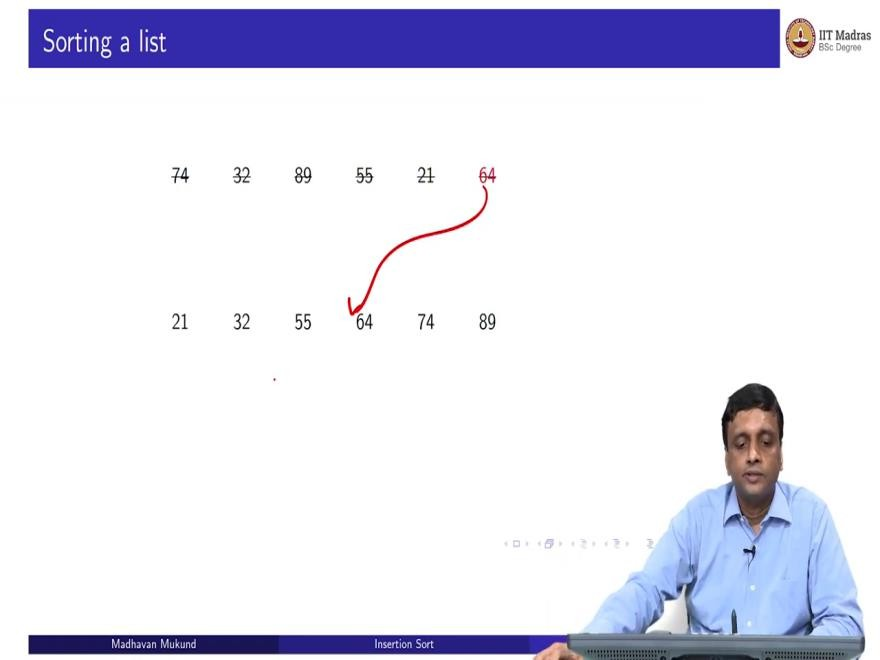 Sorting a list
IIT Madras
BSc Degree
74 32 89 55 21 64
21 32 55 64 74 89
Madhavan Mukund Insertion Sort